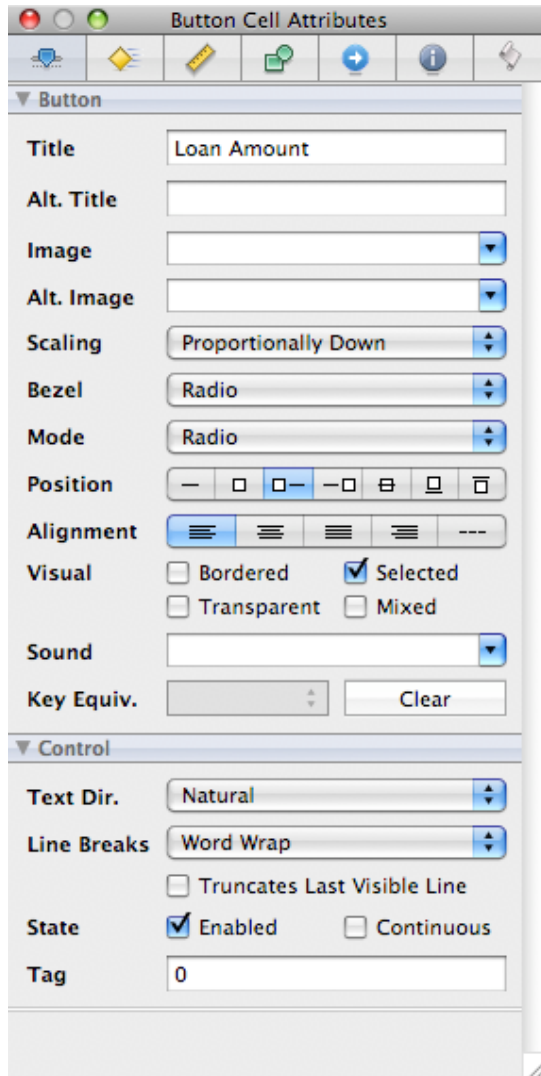 Button Cell Attributes
Button
Title Loan Amount
Alt. Title
Image
Alt. Image
Scaling Proportionally Down
Bezel Radio
Mode Radio
Position
Alignment
Visual Bordered Selected
Transparent Mixed
Sound
Key Equiv. Clear
Control
Text Dir. Natural
Line Breaks Word Wrap
Truncates Last Visible Line
State Enabled Continuous
Tag 0